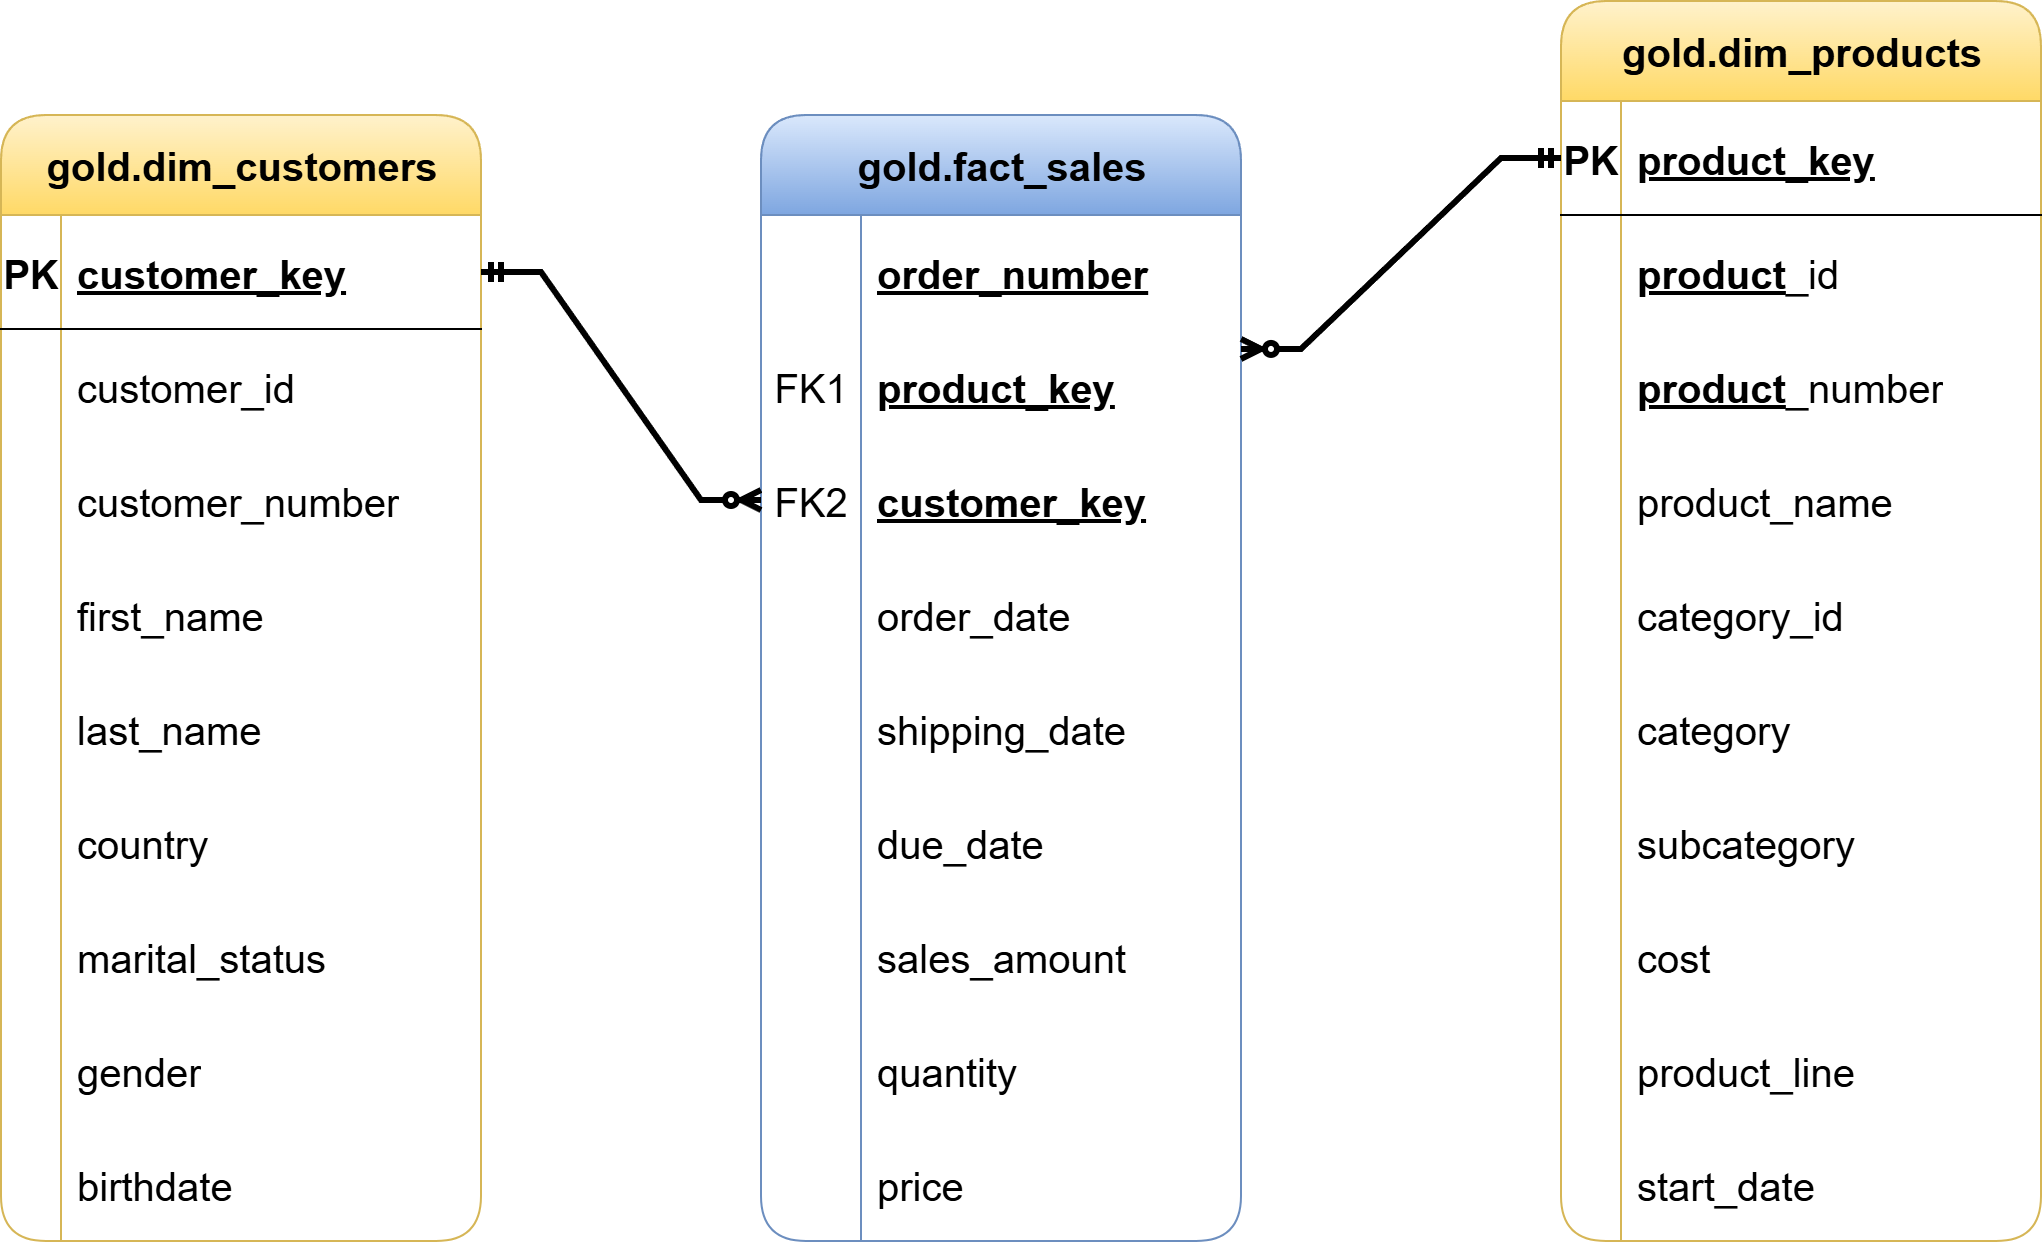 gold.dim_customers
PK customer_key
customer_id
customer_number
first_name
last_name
country
marital_status
gender
birthdate
gold.fact_sales
order_number
FK1 product_key
FK2 customer_key
order_date
shipping_date
due_date
sales_amount
quantity
price
gold.dim_products
PK product_key
product_id
product_number
product_name
category_id
category
subcategory
cost
product_line
start_date